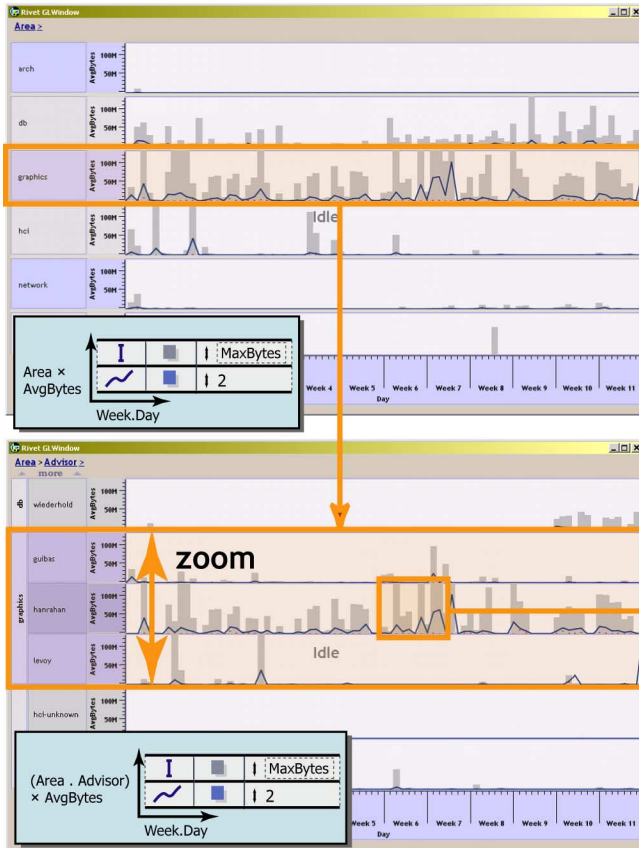 Rivet GLWindow
Area >
arch
AvgBytes
100M
50M
db
AvgBytes
100M
50M
graphics
AvgBytes
100M
50M
Idle
hci
AvgBytes
100M
50M
network
AvgBytes
100M
50M
Area ×
AvgBytes
MaxBytes
2
Week.Day
Week 4 Week 5 Week 6 Week 7 Week 8 Week 9 Week 10 Week 11
Day
Rivet GLWindow
Area > Advisor >
more
db
wiederhold
AvgBytes
100M
50M
graphics
guibas
AvgBytes
100M
50M
zoom
hanrahan
AvgBytes
100M
50M
levoy
AvgBytes
100M
50M
Idle
hci-unknown
AvgBytes
100M
50M
(Area . Advisor)
× AvgBytes
MaxBytes
2
Week.Day
Week 5 Week 6 Week 7 Week 8 Week 9 Week 10 Week 11
Day